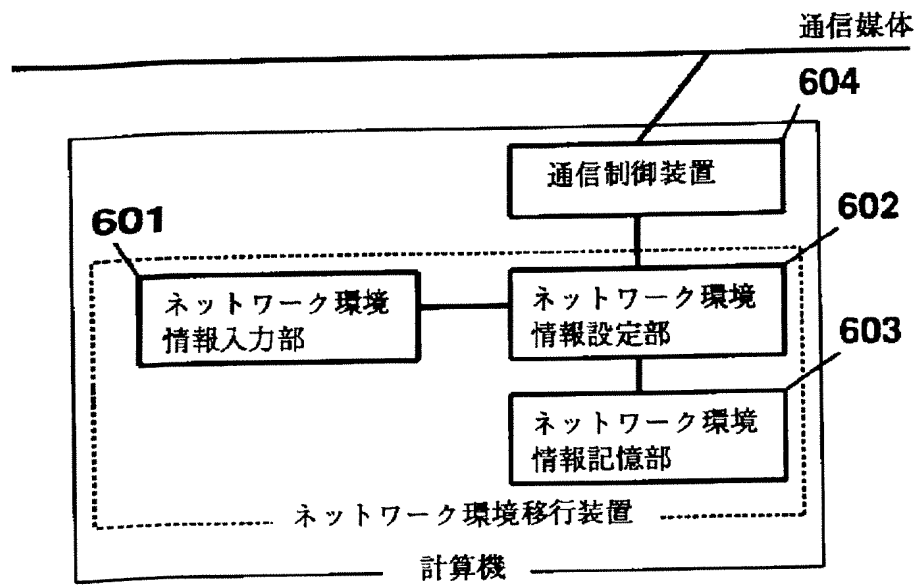 通信媒体
604
通信制御装置
601
602
ネットワーク環境
情報入力部
ネットワーク環境
情報設定部
603
ネットワーク環境
情報記憶部
ネットワーク環境移行装置
計算機